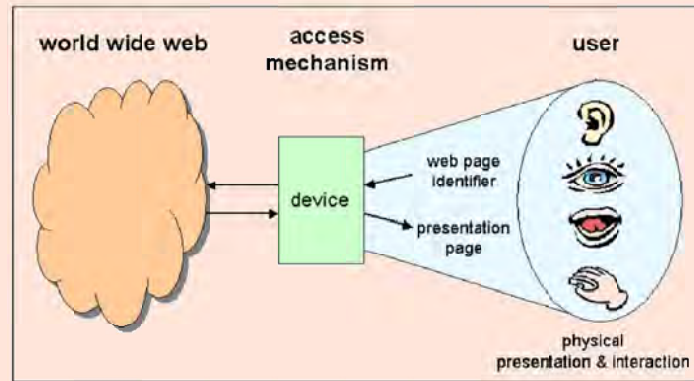 world wide web
access
mechanism
user
device
web page
identifier
presentation
page
physical
presentation & interaction